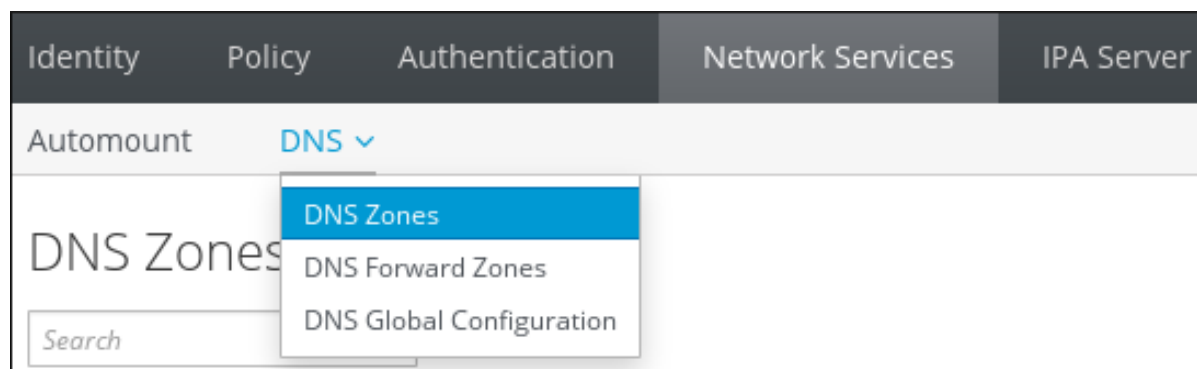 Identity Policy Authentication Network Services IPA Server
Automount DNS
DNS Zones
DNS Zones
DNS Forward Zones
DNS Global Configuration
Search